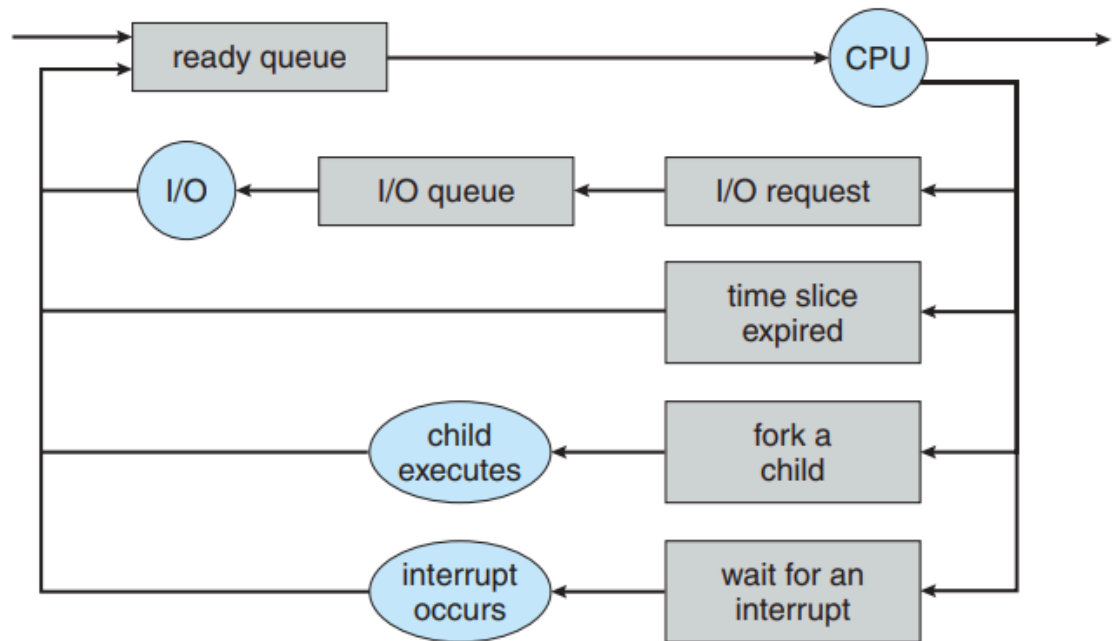 ready queue
CPU
I/O
I/O queue
I/O request
time slice
expired
child
executes
fork a
child
interrupt
occurs
wait for an
interrupt